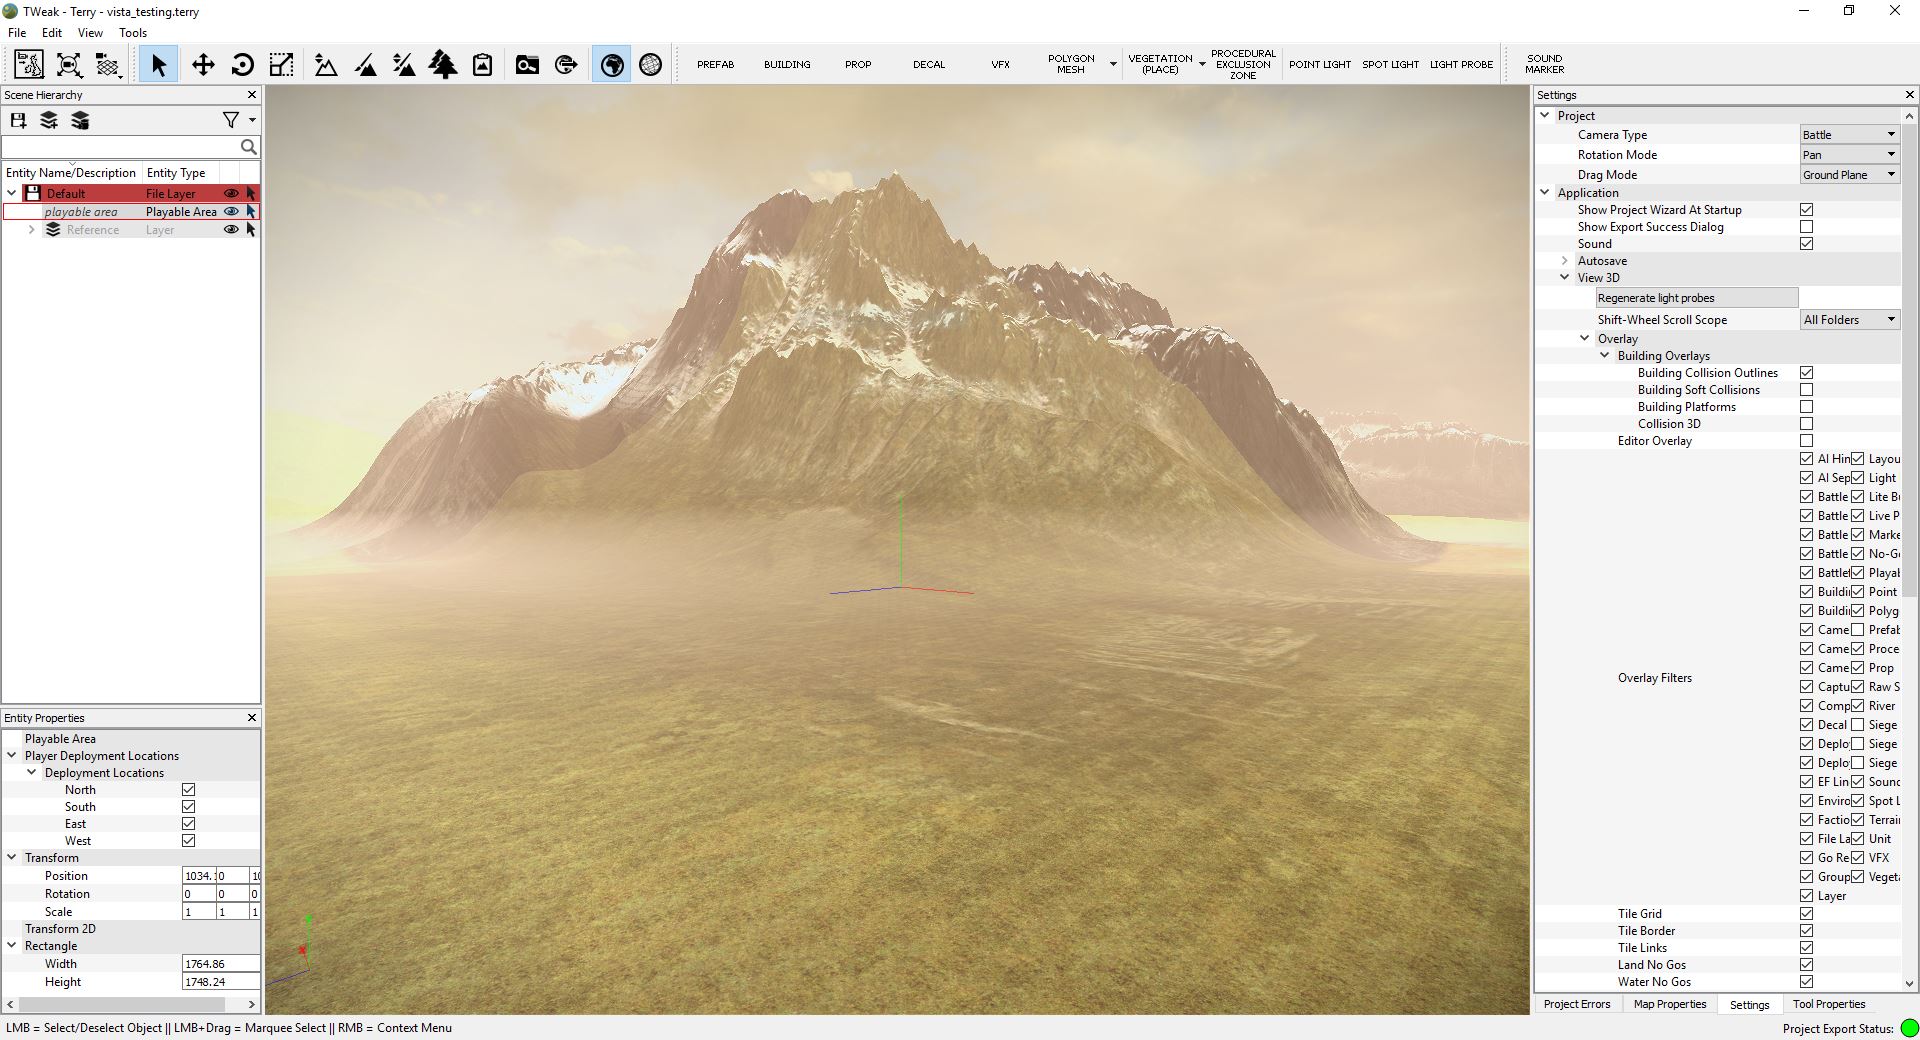 TWeak - Terry - vista_testing.terry
File Edit View Tools
PREFAB BUILDING PROP DECAL VFX POLYGON MESH VEGETATION (PLACE) PROCEDURAL EXCLUSION ZONE POINT LIGHT SPOT LIGHT LIGHT PROBE SOUND MARKER
Scene Hierarchy
Entity Name/Description Entity Type
Default File Layer
playable area Playable Area
Reference Layer
Entity Properties
Playable Area
Player Deployment Locations
Deployment Locations
North
South
East
West
Transform
Position 1034. 0 10
Rotation 0 0 0
Scale 1 1 1
Transform 2D
Rectangle
Width 1764.86
Height 1748.24
Settings
Project
Camera Type Battle
Rotation Mode Pan
Drag Mode Ground Plane
Application
Show Project Wizard At Startup
Show Export Success Dialog
Sound
Autosave
View 3D
Regenerate light probes
Shift-Wheel Scroll Scope All Folders
Overlay
Building Overlays
Building Collision Outlines
Building Soft Collisions
Building Platforms
Collision 3D
Editor Overlay
Overlay Filters
AI Hin Layou
AI Sep Light
Battle Lite B
Battle Live P
Battle Marke
Battle No-G
Battle Playal
Buildi Point
Buildi Polyg
Came Prefab
Came Proce
Came Prop
Captu Raw S
Comp River
Decal Siege
Deplo Siege
Deplo Siege
EF Lin Sound
Enviro Spot L
Factio Terrai
File La Unit
Go Re VFX
Group Veget
Layer
Tile Grid
Tile Border
Tile Links
Land No Gos
Water No Gos
Project Errors Map Properties Settings Tool Properties
LMB = Select/Deselect Object || LMB+Drag = Marquee Select || RMB = Context Menu
Project Export Status: